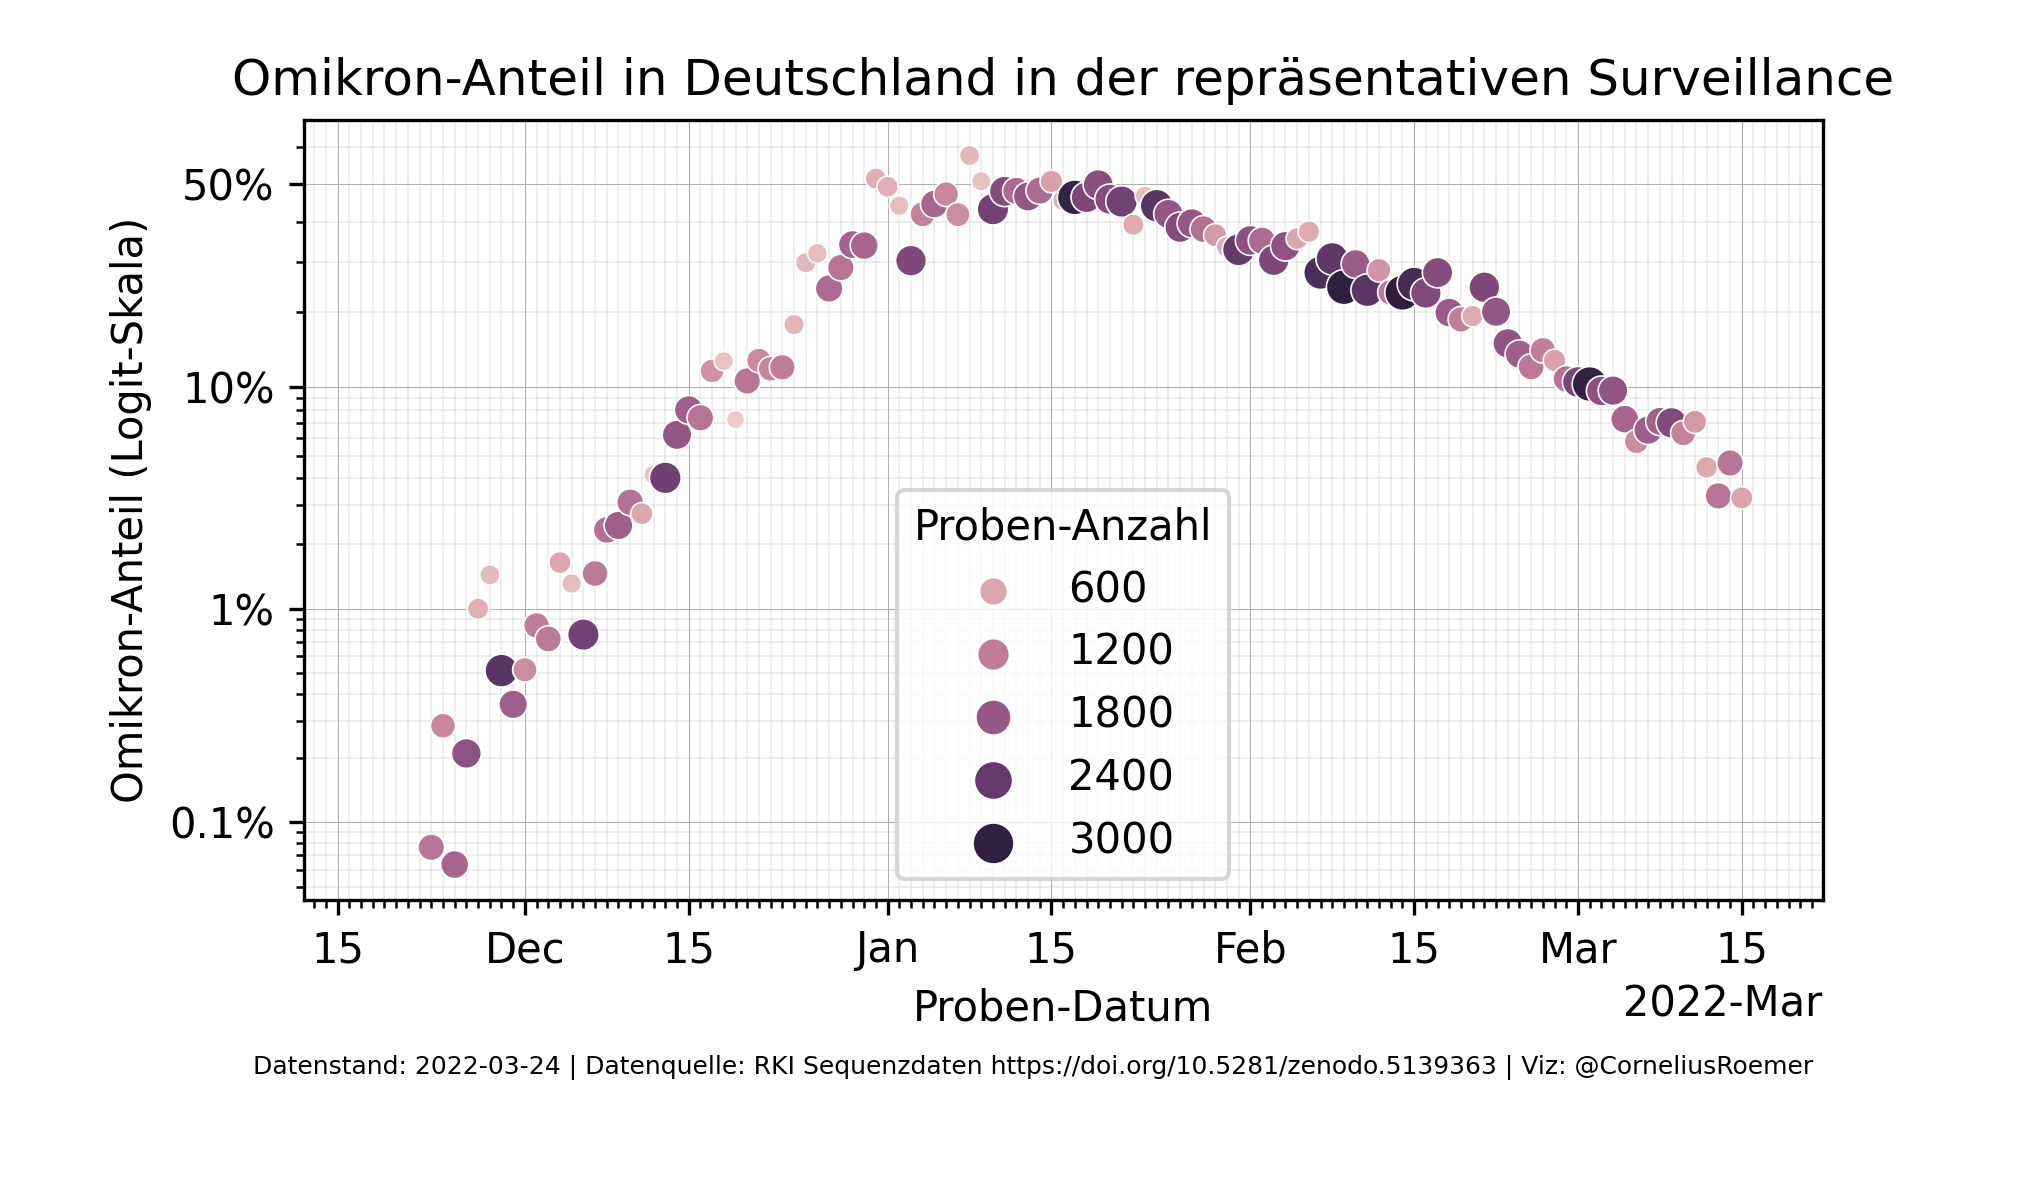 Omikron-Anteil in Deutschland in der repräsentativen Surveillance
Omikron-Anteil (Logit-Skala)
50%
10%
1%
0.1%
Proben-Anzahl
600
1200
1800
2400
3000
15 Dec 15 Jan 15 Feb 15 Mar 15
Proben-Datum
2022-Mar
Datenstand: 2022-03-24 | Datenquelle: RKI Sequenzdaten https://doi.org/10.5281/zenodo.5139363 | Viz: @CorneliusRoemer